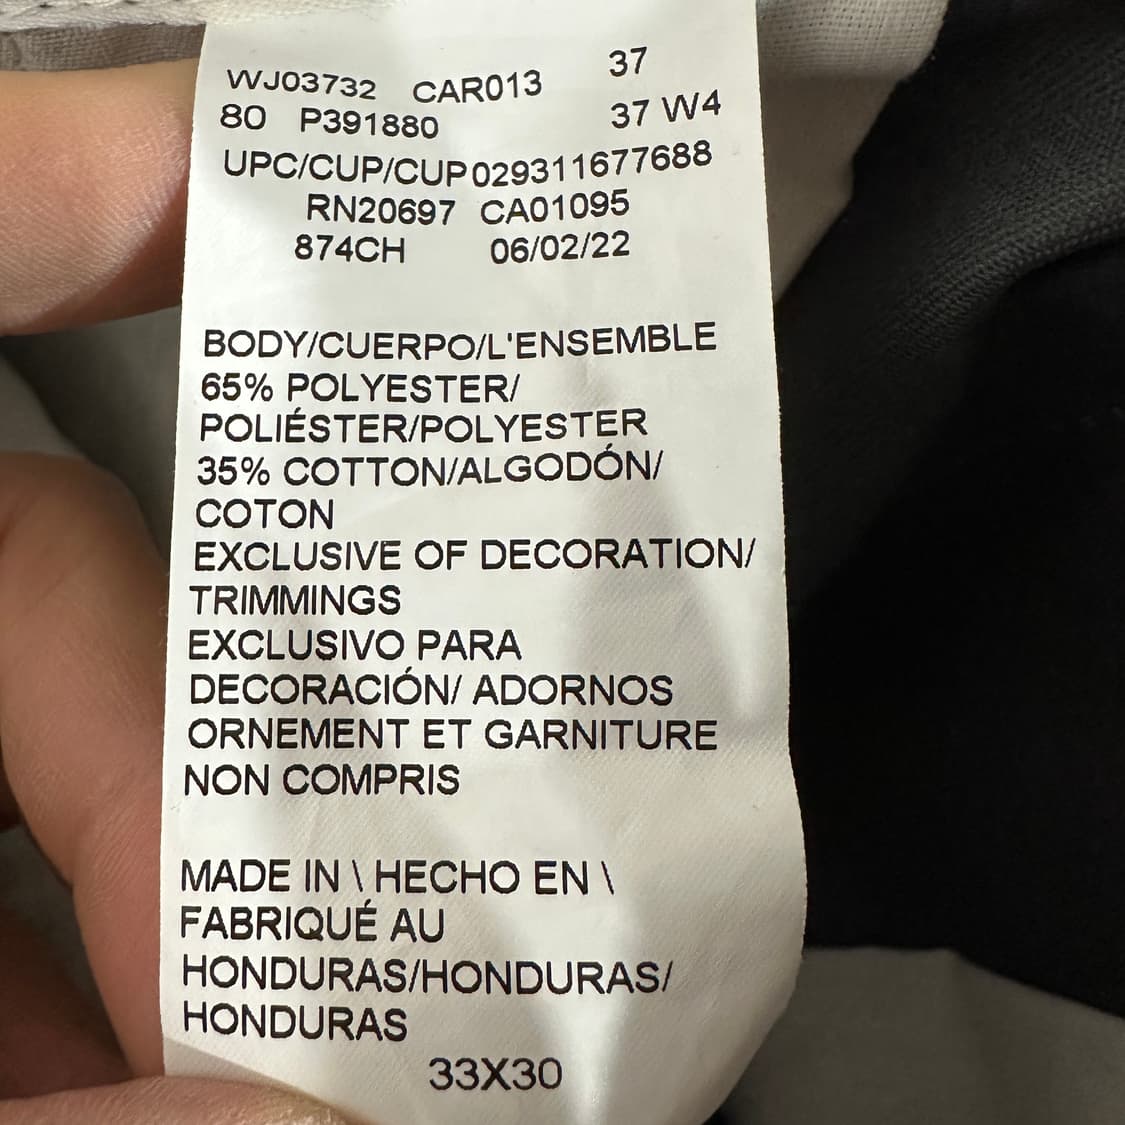 WJ03732 CAR013 37
80 P391880 37 W4
UPC/CUP/CUP029311677688
RN20697 CA01095
874CH 06/02/22
BODY/CUERPO/L'ENSEMBLE
65% POLYESTER/
POLIÉSTER/POLYESTER
35% COTTON/ALGODÓN/
COTON
EXCLUSIVE OF DECORATION/
TRIMMINGS
EXCLUSIVO PARA
DECORACIÓN/ ADORNOS
ORNEMENT ET GARNITURE
NON COMPRIS
MADE IN \ HECHO EN \
FABRIQUÉ AU
HONDURAS/HONDURAS/
HONDURAS
33X30